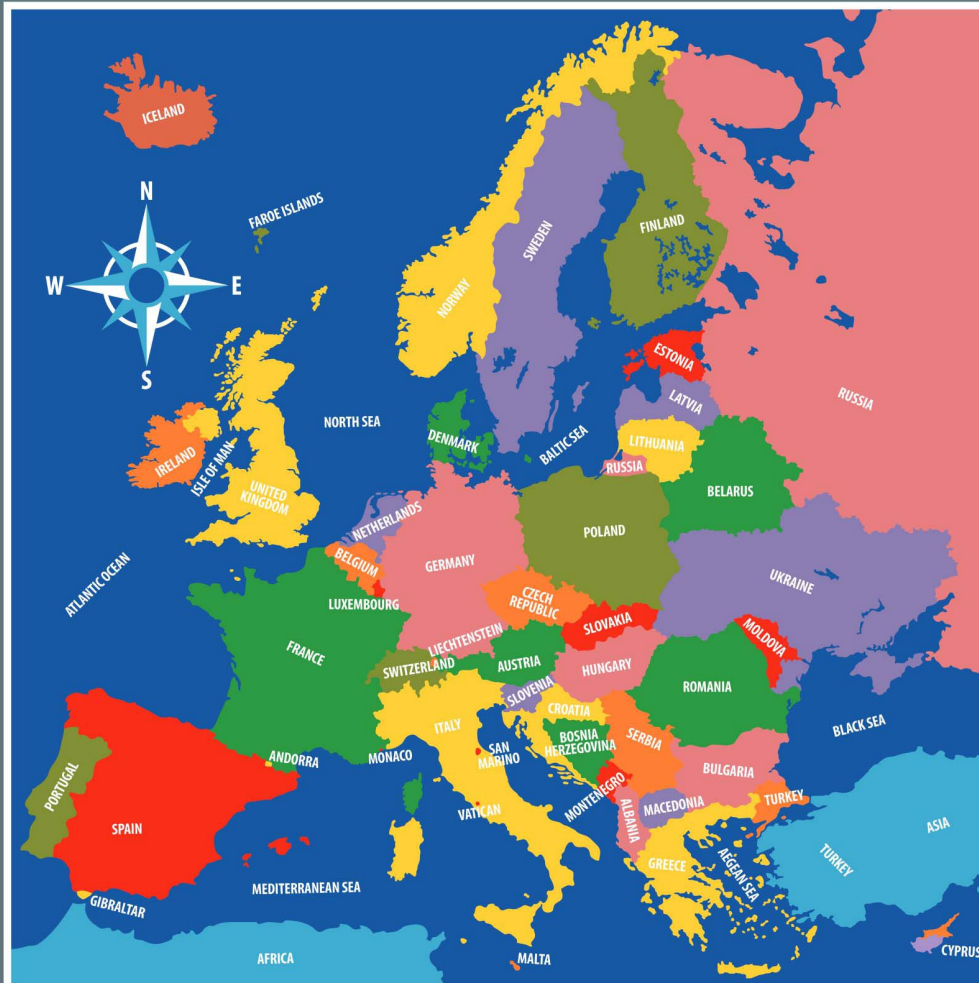 ICELAND
N
W
E
S
FAROE ISLANDS
NORWAY
SWEDEN
FINLAND
RUSSIA
ESTONIA
LATVIA
LITHUANIA
RUSSIA
BELARUS
BALTIC SEA
DENMARK
NORTH SEA
IRELAND
ISLE OF MAN
UNITED
KINGDOM
NETHERLANDS
BELGIUM
LUXEMBOURG
GERMANY
POLAND
CZECH
REPUBLIC
SLOVAKIA
UKRAINE
MOLDOVA
ATLANTIC OCEAN
FRANCE
LIECHTENSTEIN
SWITZERLAND
AUSTRIA
HUNGARY
ROMANIA
SLOVENIA
CROATIA
ITALY
BOSNIA
HERZEGOVINA
SERBIA
BLACK SEA
SAN
MARINO
MONACO
ANDORRA
PORTUGAL
SPAIN
VATICAN
MONTENEGRO
BULGARIA
ALBANIA
MACEDONIA
TURKEY
GREECE
AEGEAN SEA
TURKEY
ASIA
MEDITERRANEAN SEA
GIBRALTAR
AFRICA
MALTA
CYPRUS